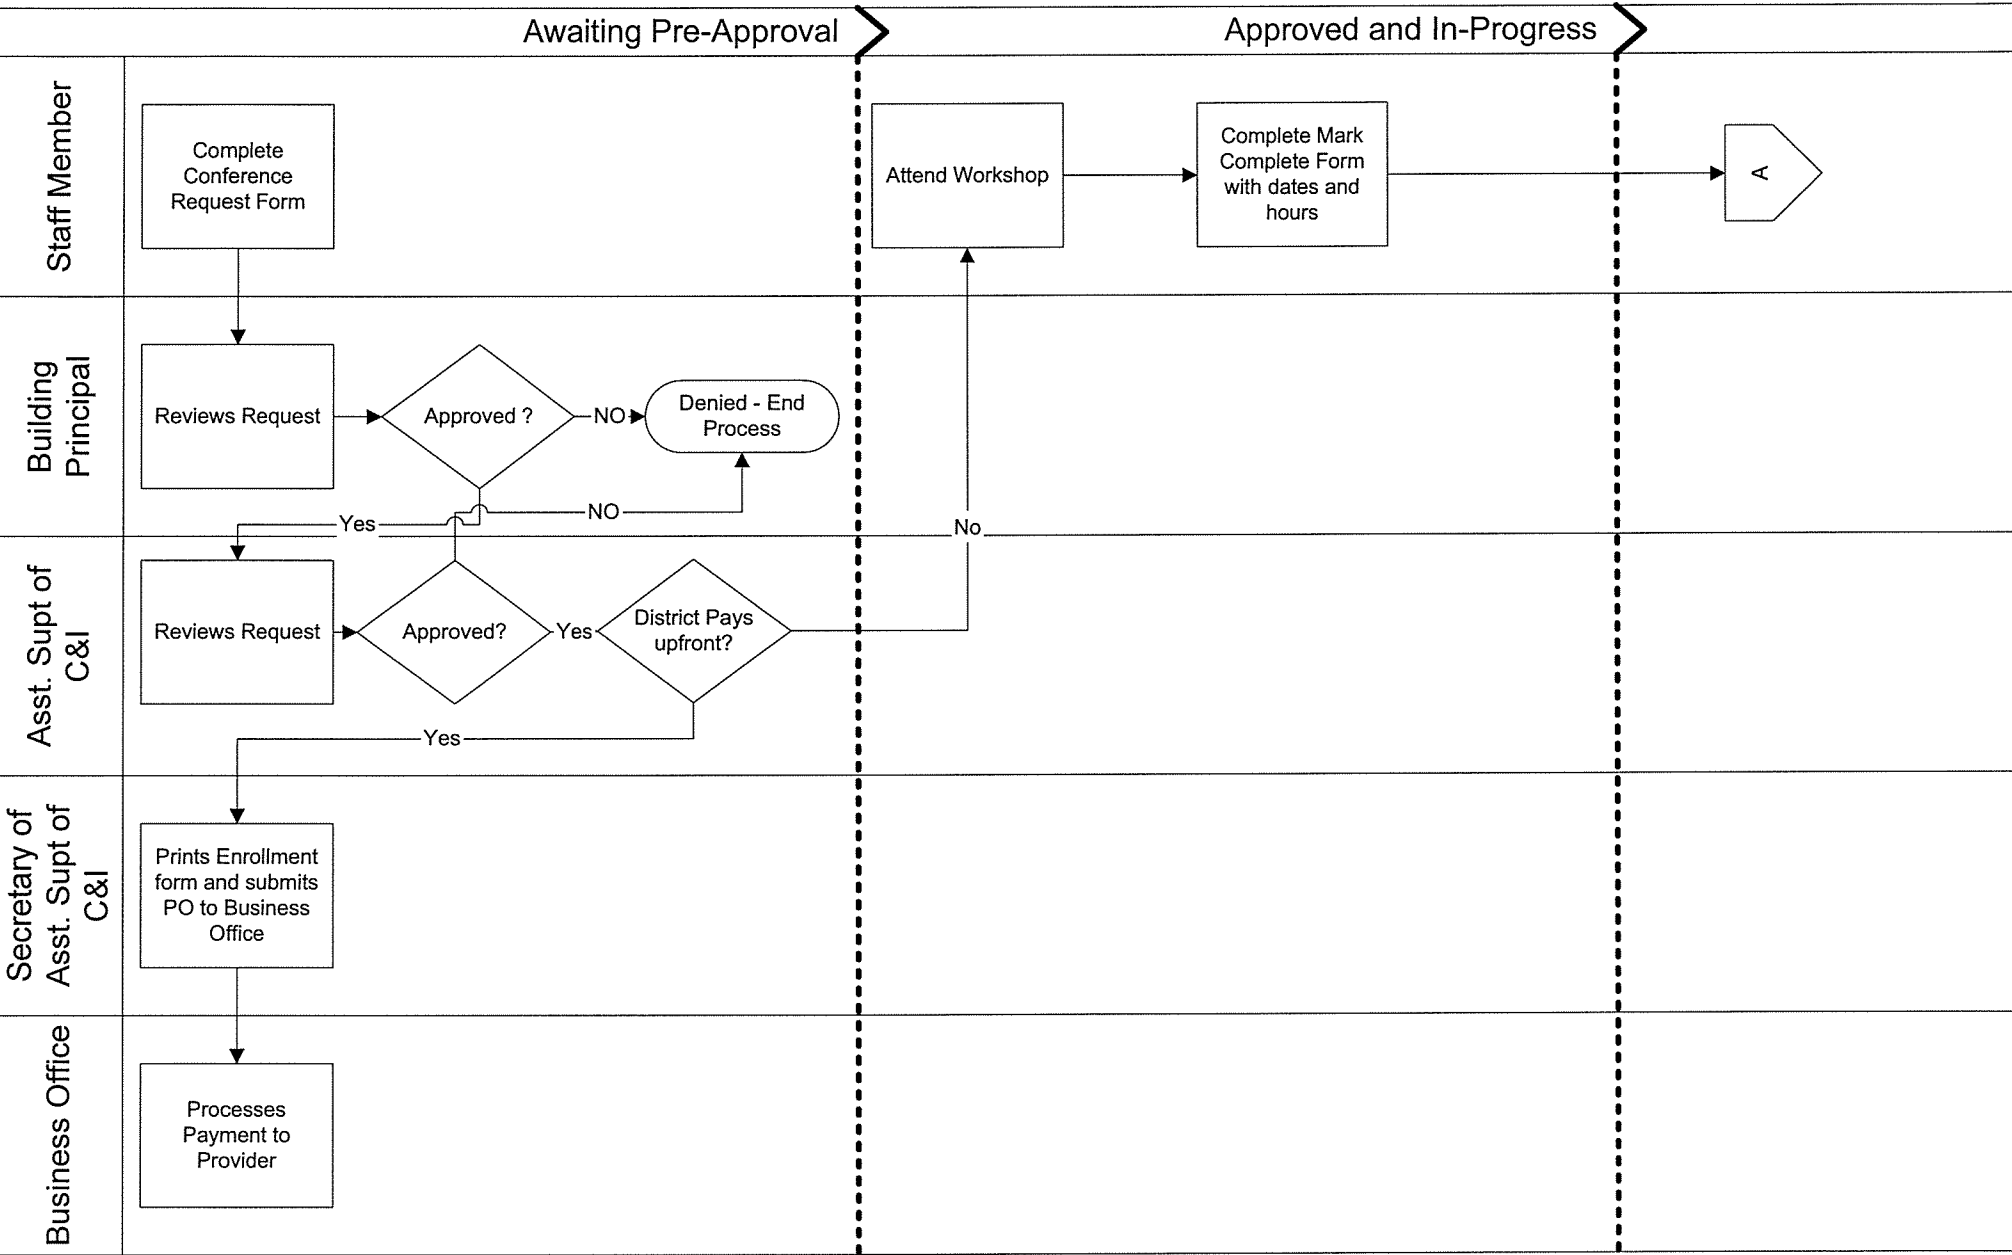 Awaiting Pre-Approval
Approved and In-Progress
Staff Member
Complete
Conference
Request Form
Attend Workshop
Complete Mark
Complete Form
with dates and
hours
A
Building
Principal
Reviews Request
Approved ?
NO
Denied - End
Process
NO
Yes
No
Asst. Supt of
C&I
Reviews Request
Approved?
Yes
District Pays
upfront?
Yes
Secretary of
Asst. Supt of
C&I
Prints Enrollment
form and submits
PO to Business
Office
Business Office
Processes
Payment to
Provider